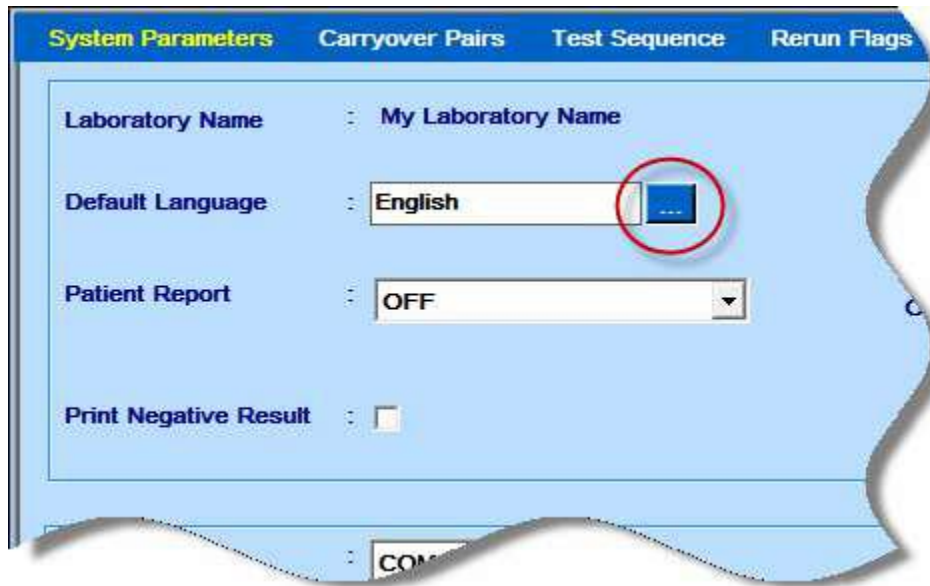 System Parameters Carryover Pairs Test Sequence Rerun Flags
Laboratory Name : My Laboratory Name
Default Language : English ...
Patient Report : OFF
Print Negative Result :
: COM